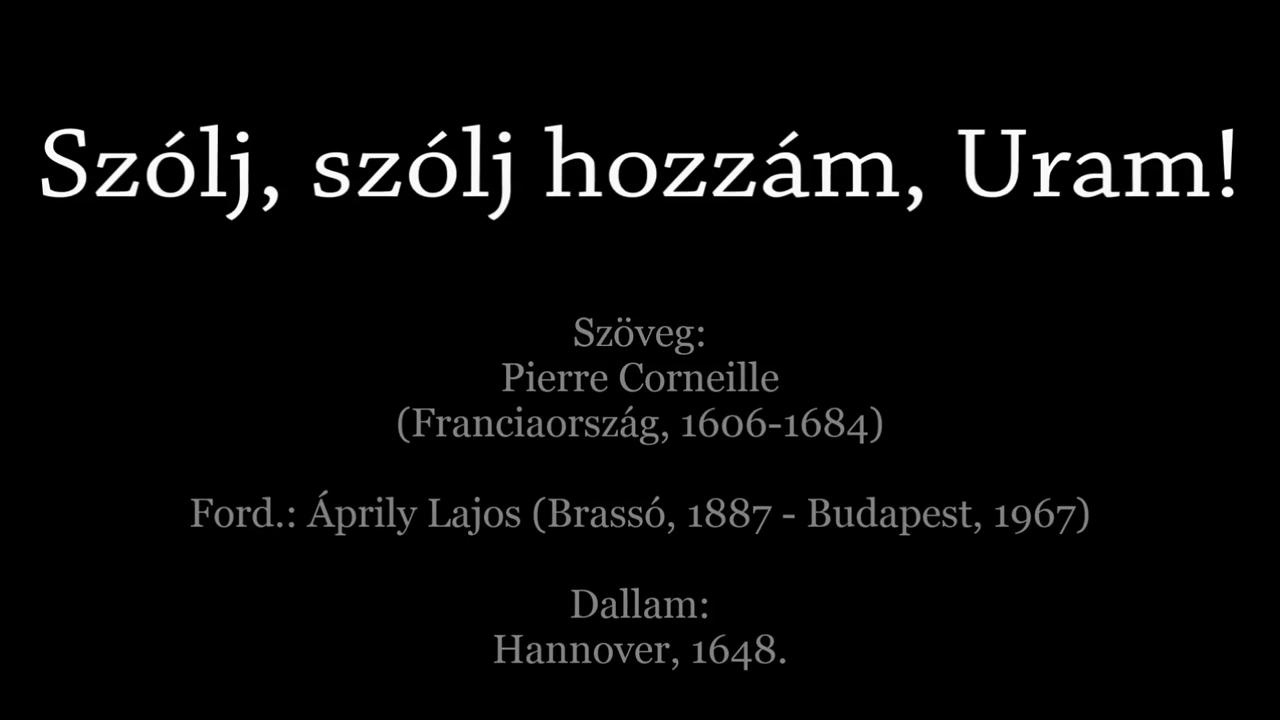 Szólj, szólj hozzám, Uram!
Szöveg:
Pierre Corneille
(Franciaország, 1606-1684)
Ford.: Áprily Lajos (Brassó, 1887 - Budapest, 1967)
Dallam:
Hannover, 1648.